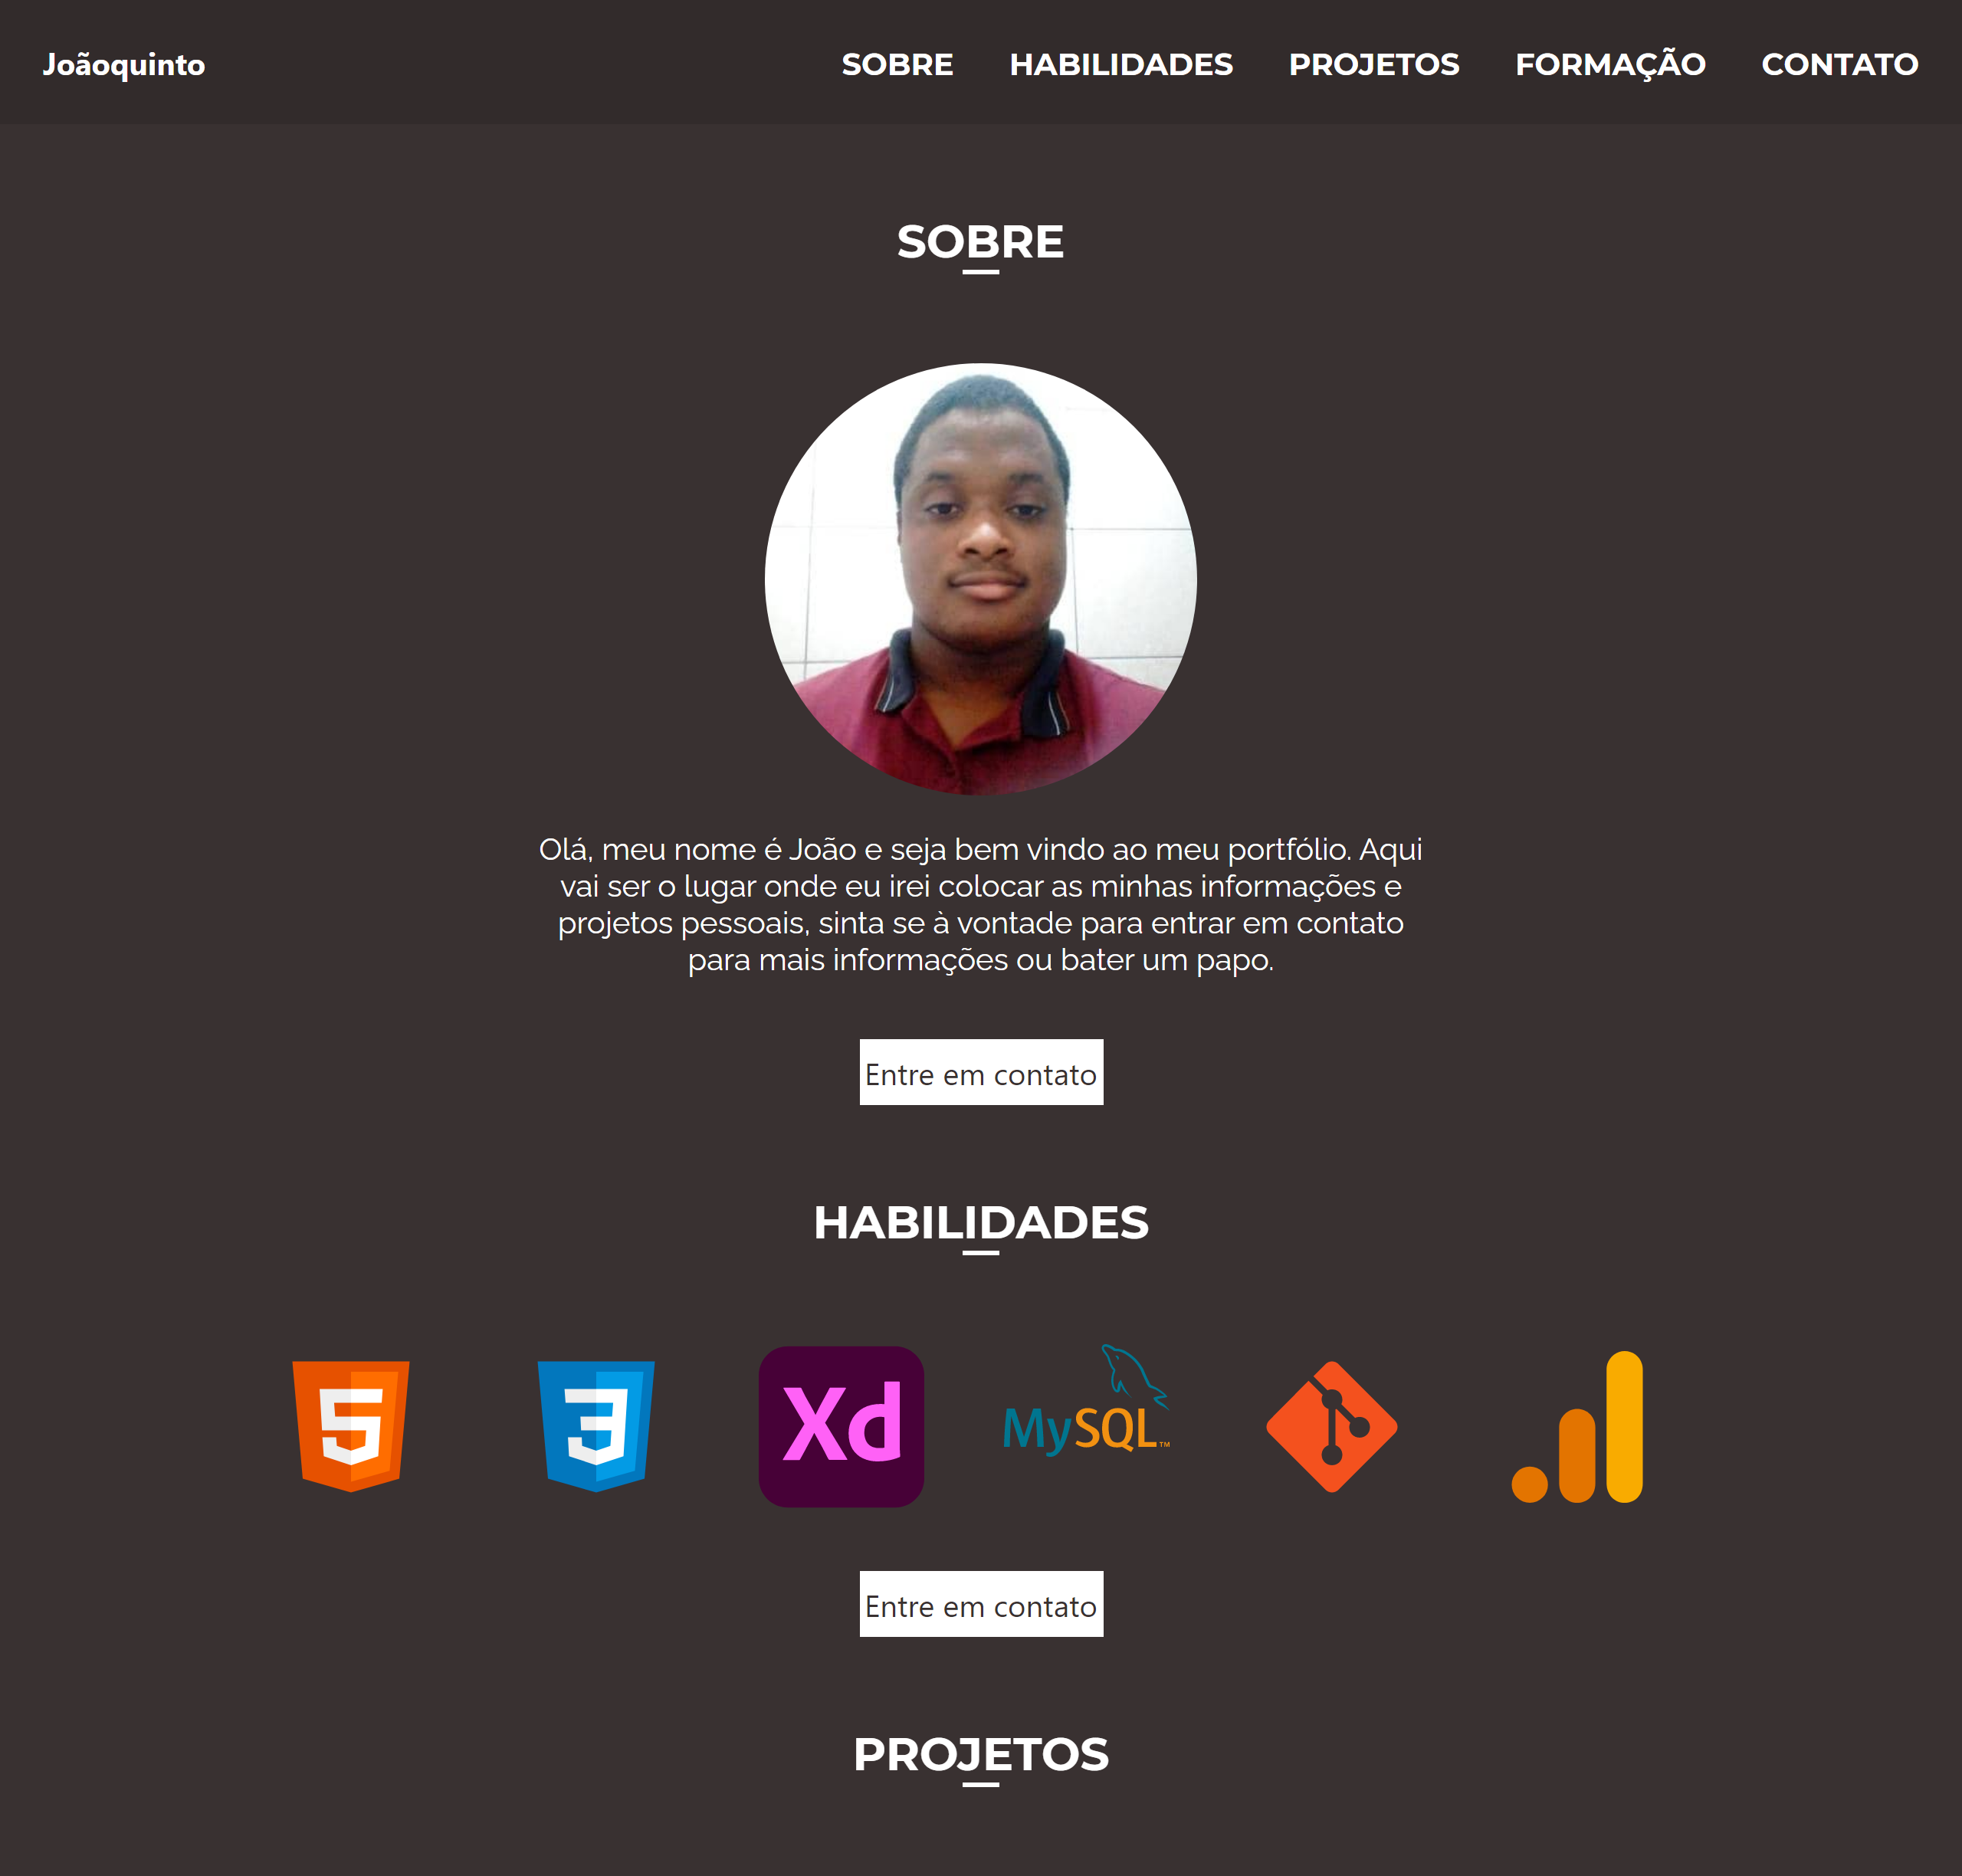 Joãoquinto
SOBRE HABILIDADES PROJETOS FORMAÇÃO CONTATO
SOBRE
Olá, meu nome é João e seja bem vindo ao meu portfólio. Aqui
vai ser o lugar onde eu irei colocar as minhas informações e
projetos pessoais, sinta se à vontade para entrar em contato
para mais informações ou bater um papo.
Entre em contato
HABILIDADES
5 3 Xd MySQL™
Entre em contato
PROJETOS